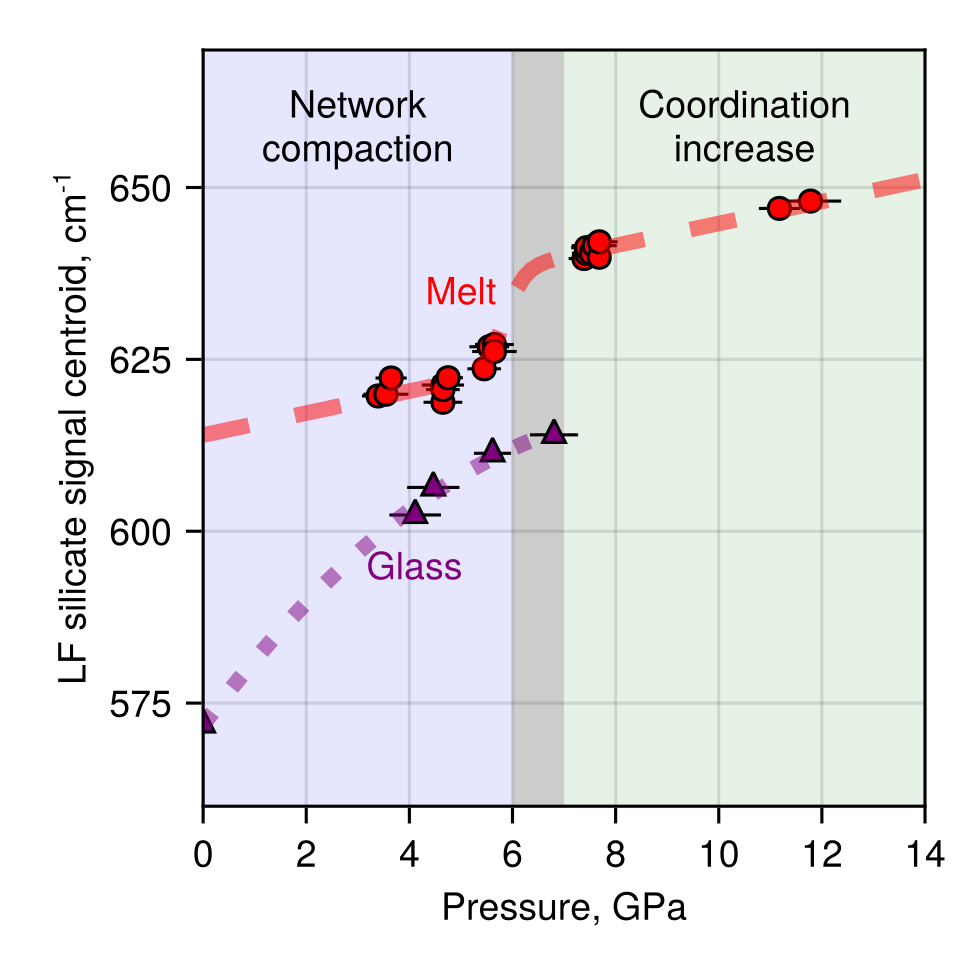 Network
compaction
Coordination
increase
650
625
600
575
LF silicate signal centroid, cm⁻¹
Melt
Glass
0 2 4 6 8 10 12 14
Pressure, GPa